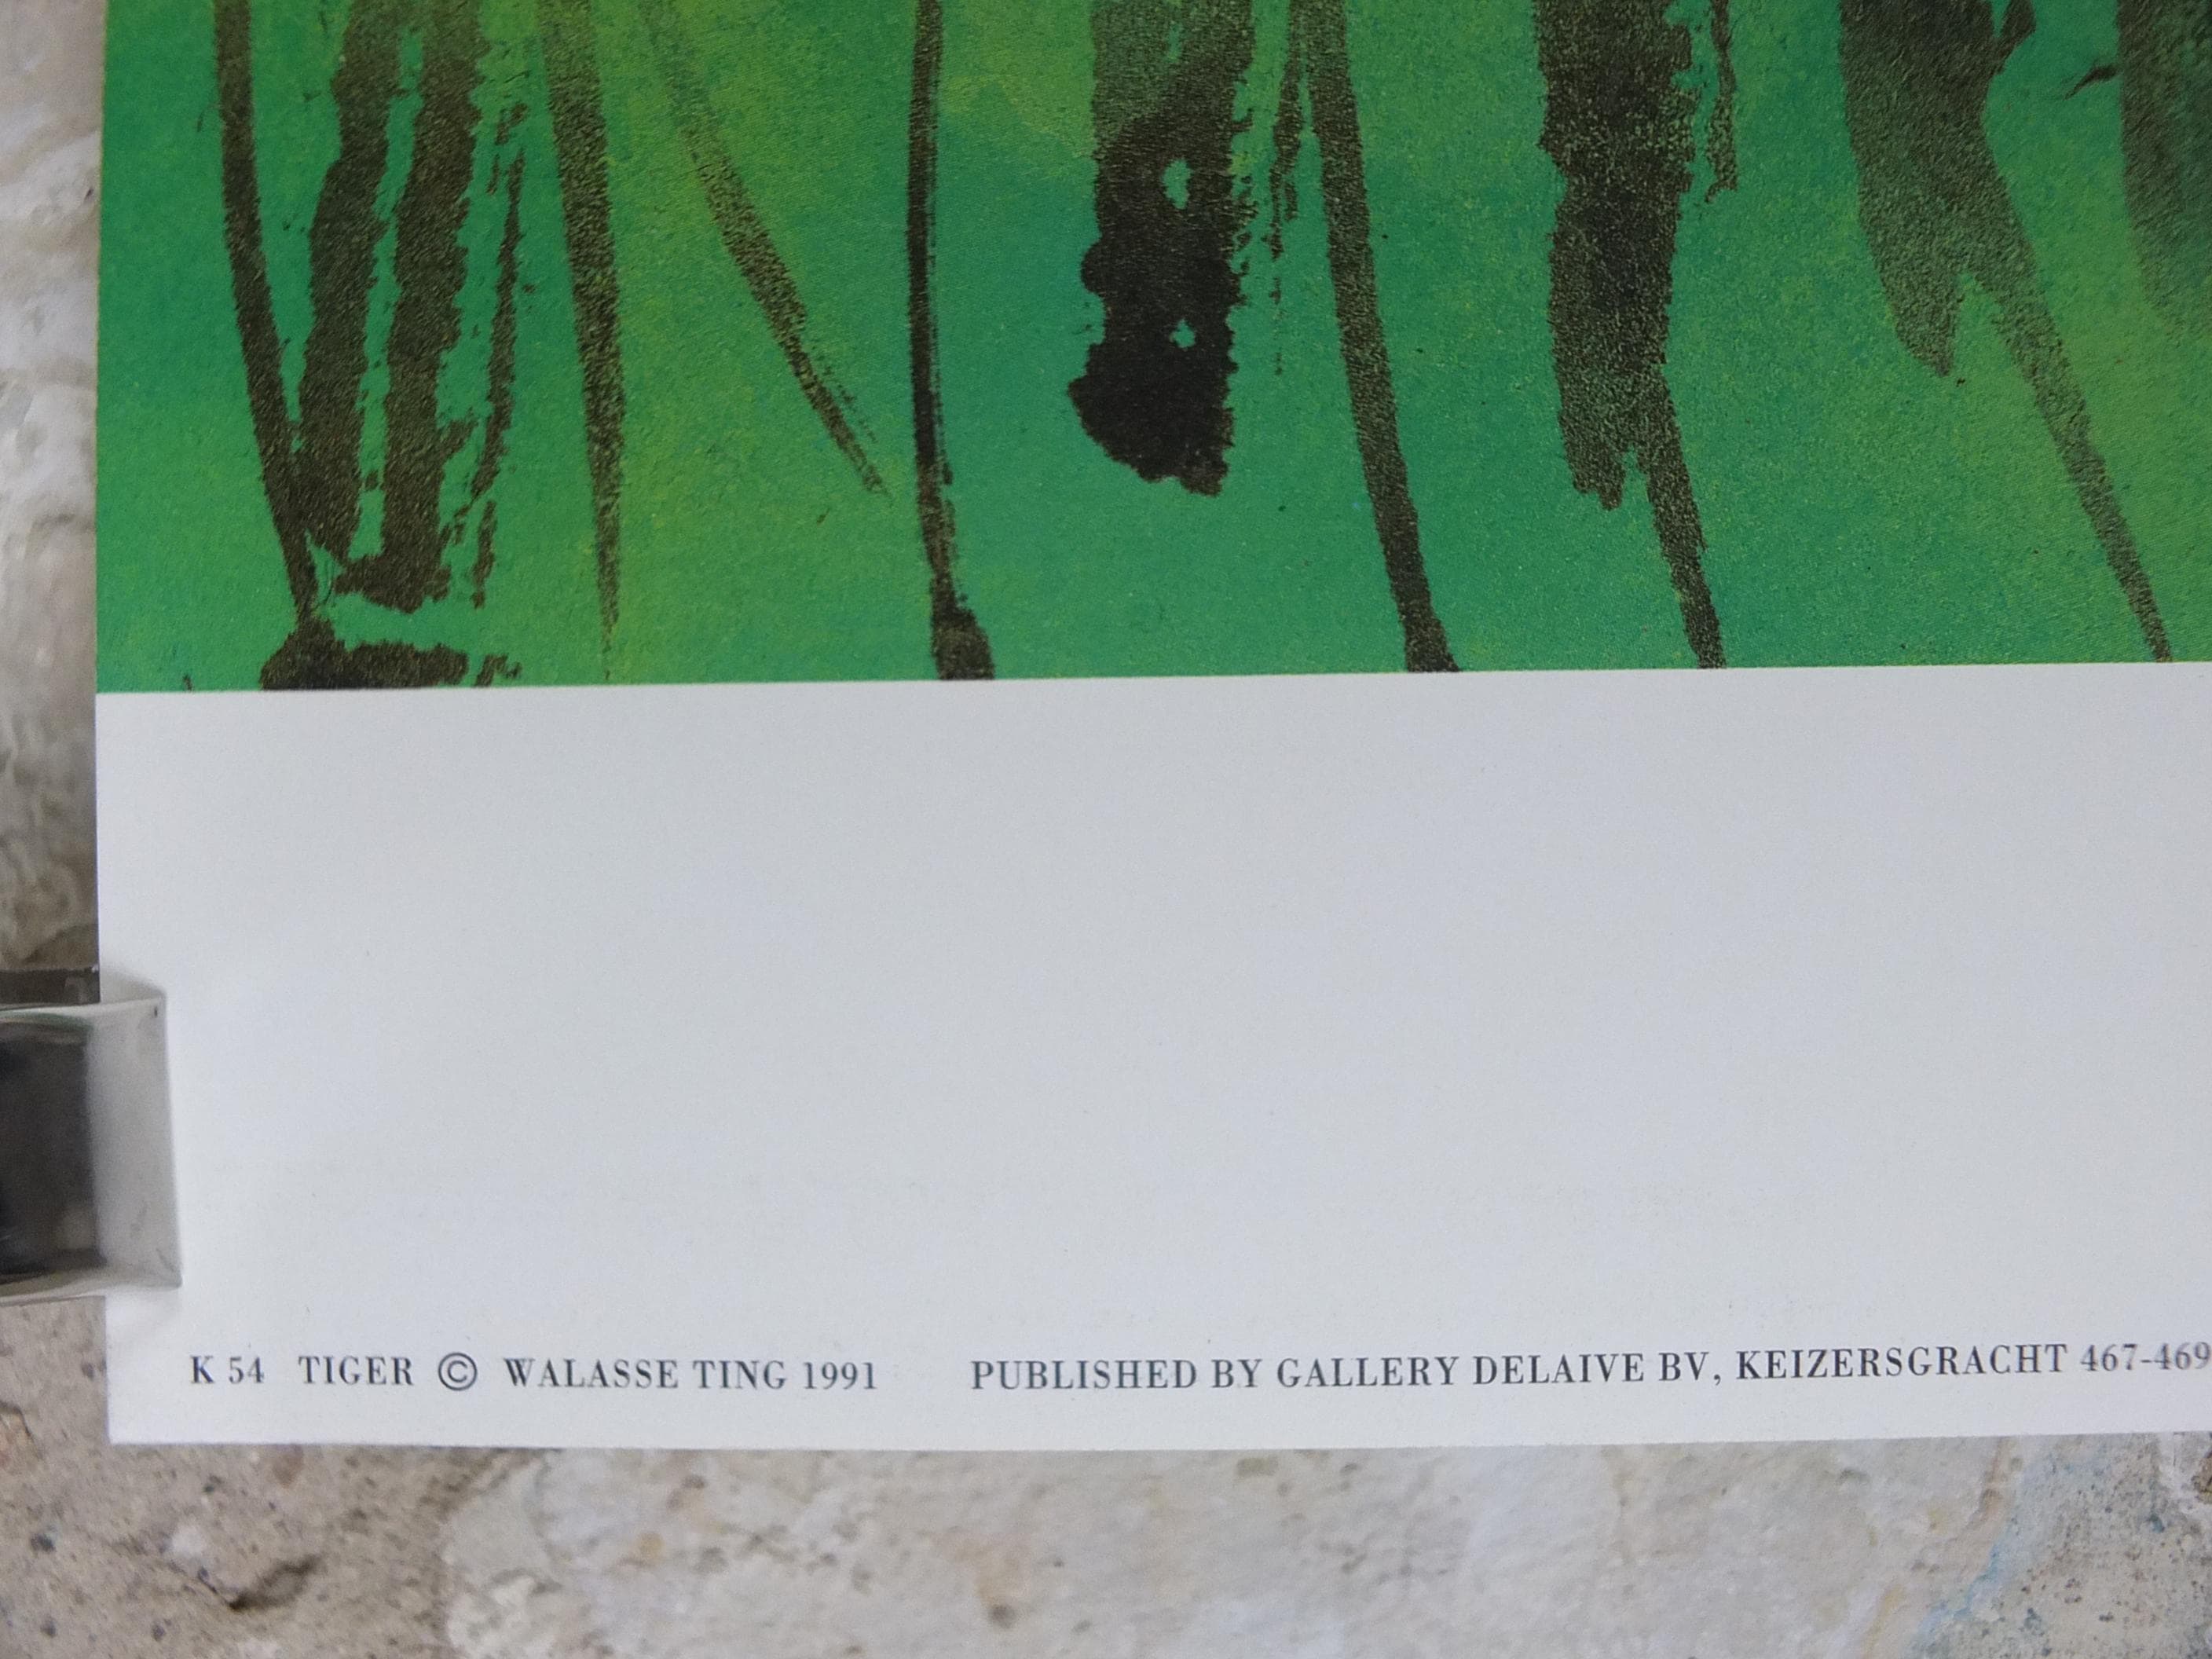 K 54 TIGER © WALASSE TING 1991 PUBLISHED BY GALLERY DELAIVE BV, KEIZERSGRACHT 467-469